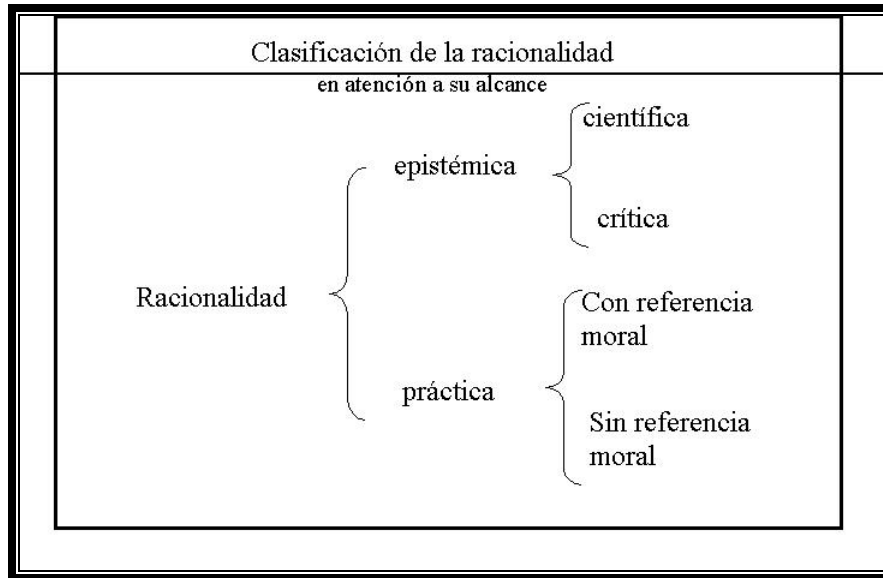 Clasificación de la racionalidad
en atención a su alcance
científica
epistémica
crítica
Racionalidad
Con referencia
moral
práctica
Sin referencia
moral